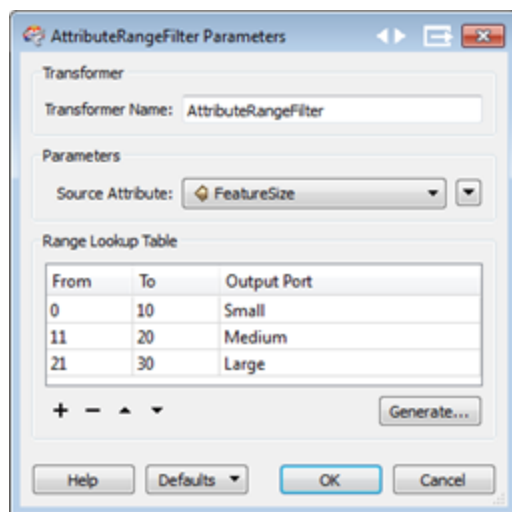 AttributeRangeFilter Parameters
Transformer
Transformer Name: AttributeRangeFilter
Parameters
Source Attribute: FeatureSize
Range Lookup Table
From To Output Port
0 10 Small
11 20 Medium
21 30 Large
Generate...
Help Defaults OK Cancel